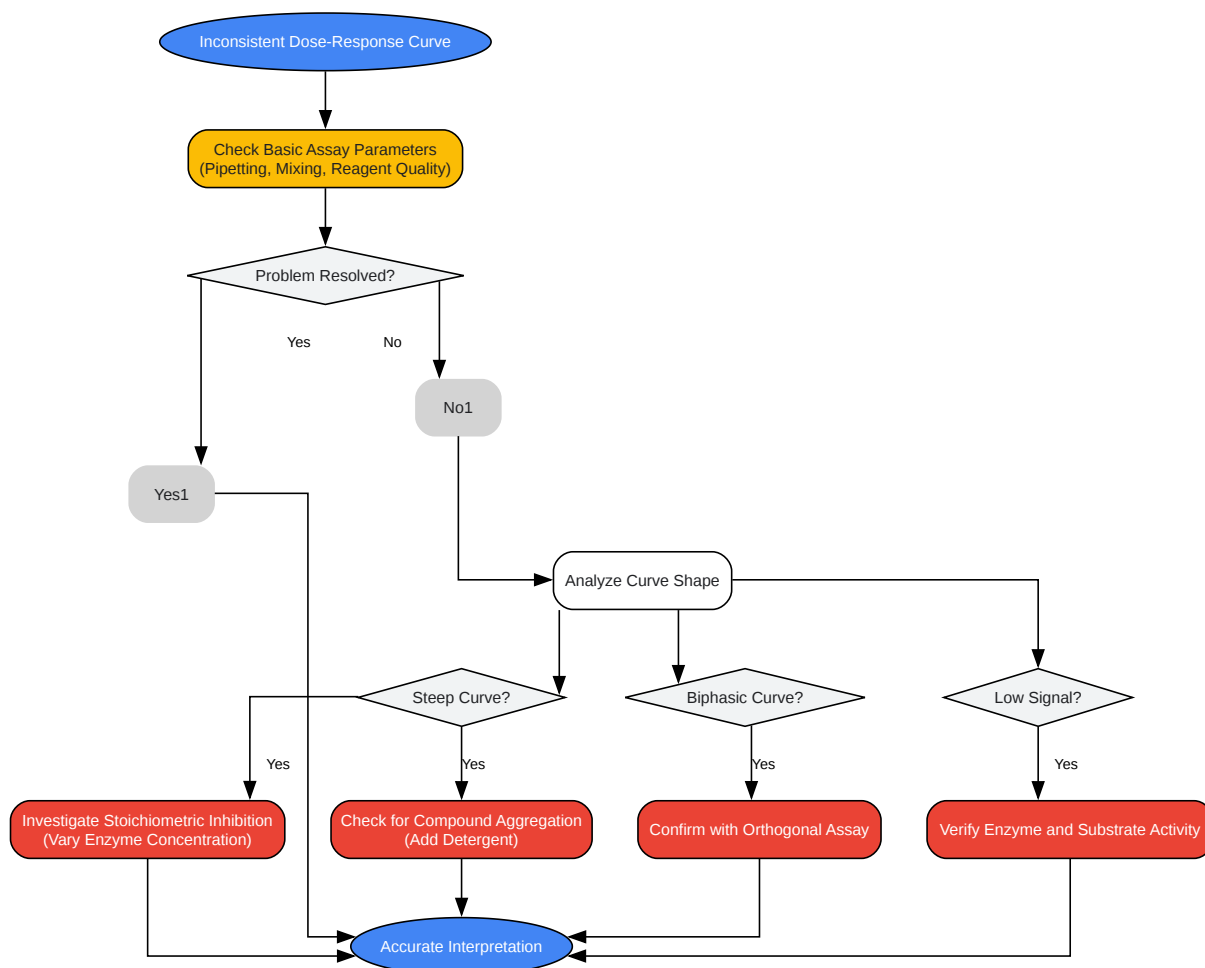 Inconsistent Dose-Response Curve
Check Basic Assay Parameters
(Pipetting, Mixing, Reagent Quality)
Problem Resolved?
Yes
No
No1
Yes1
Analyze Curve Shape
Steep Curve?
Biphasic Curve?
Low Signal?
Yes
Yes
Yes
Yes
Investigate Stoichiometric Inhibition
(Vary Enzyme Concentration)
Check for Compound Aggregation
(Add Detergent)
Confirm with Orthogonal Assay
Verify Enzyme and Substrate Activity
Accurate Interpretation